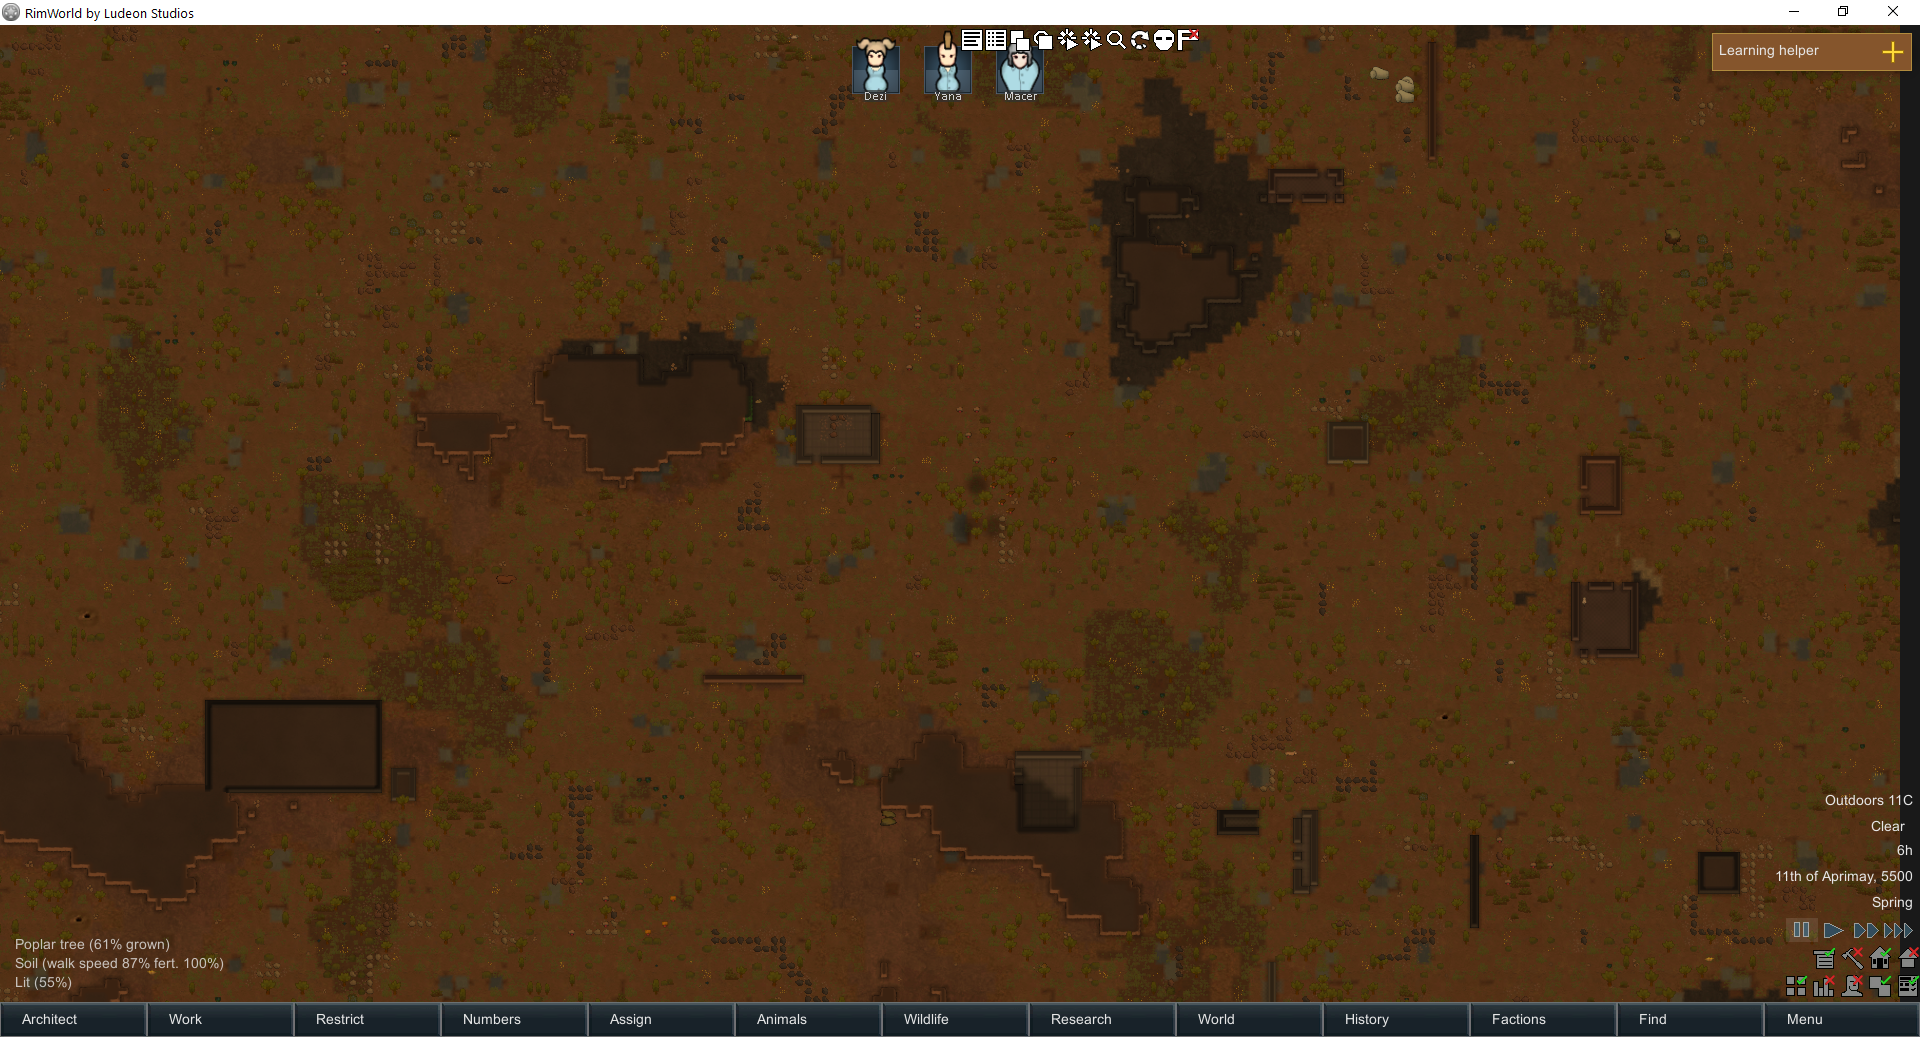 RimWorld by Ludeon Studios
Learning helper
Dezi
Yana
Macer
Outdoors 11C
Clear
6h
11th of Aprimay, 5500
Spring
Poplar tree (61% grown)
Soil (walk speed 87% fert. 100%)
Lit (55%)
Architect
Work
Restrict
Numbers
Assign
Animals
Wildlife
Research
World
History
Factions
Find
Menu